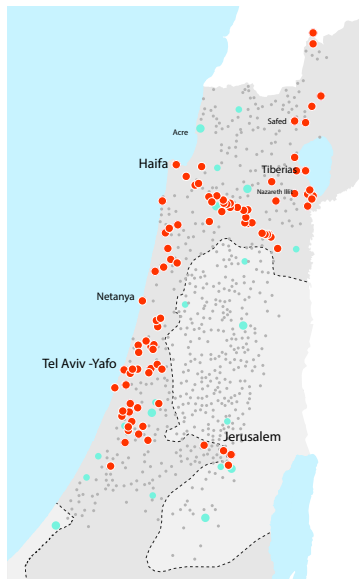 Safed
Acre
Haifa
Tiberias
Nazareth Illit
Netanya
Tel Aviv -Yafo
Jerusalem